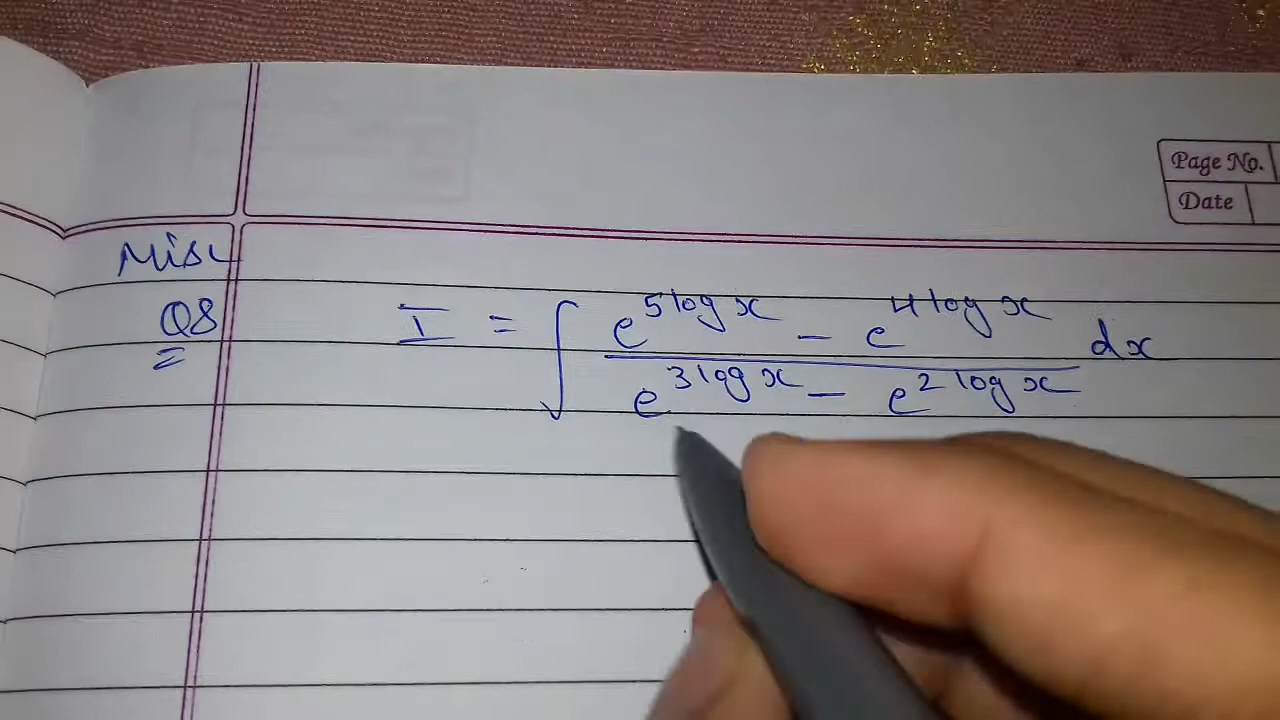 Page No.
Date
Misc
Q8
I = ∫ e^{5 log x} - e^{4 log x} / e^{3 log x} - e^{2 log x} dx